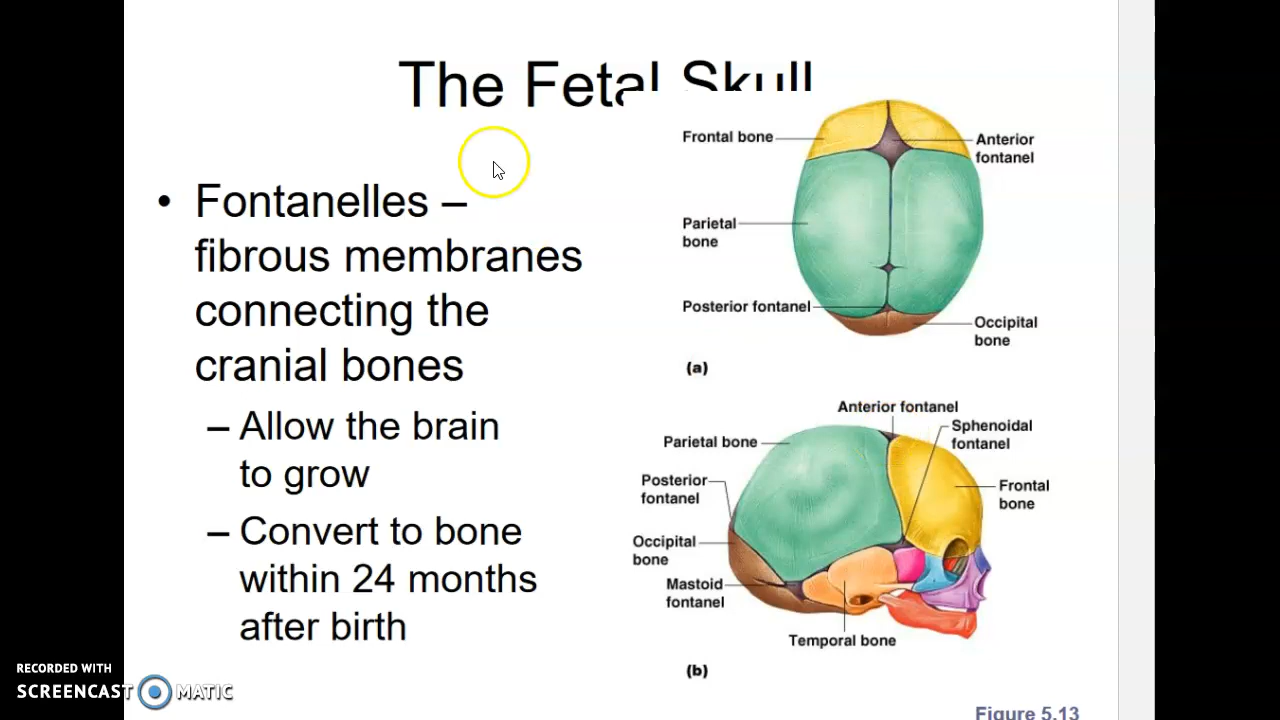 The Fetal Skull
• Fontanelles –
fibrous membranes
connecting the
cranial bones
– Allow the brain
to grow
– Convert to bone
within 24 months
after birth
Frontal bone
Anterior
fontanel
Parietal
bone
Posterior fontanel
Occipital
bone
(a)
Anterior fontanel
Sphenoidal
fontanel
Parietal bone
Posterior
fontanel
Frontal
bone
Occipital
bone
Mastoid
fontanel
Temporal bone
(b)
Figure 5.13
RECORDED WITH
SCREENCAST MATIC